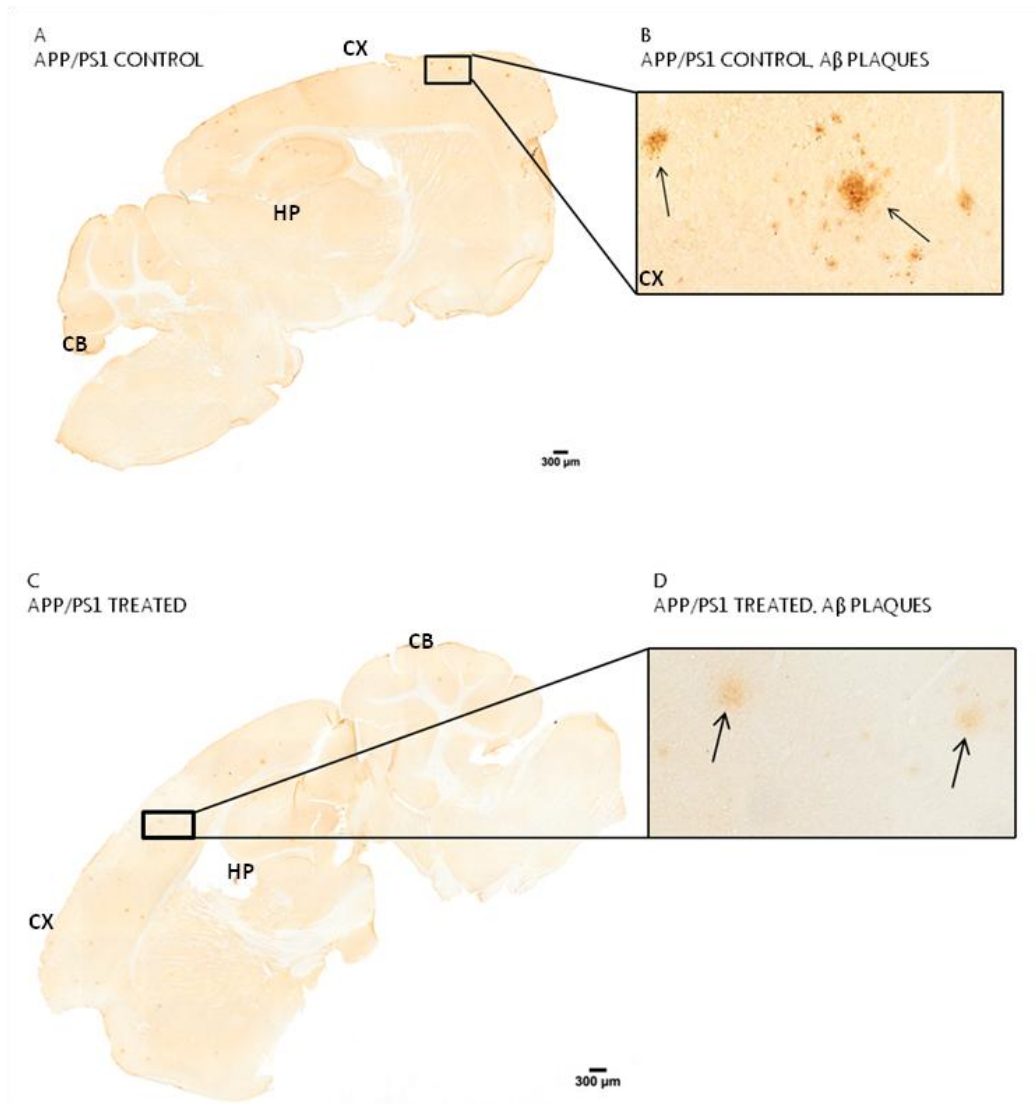 A
APP/PS1 CONTROL
CX
B
APP/PS1 CONTROL, Aβ PLAQUES
HP
CX
CB
300 µm
C
APP/PS1 TREATED
D
APP/PS1 TREATED, Aβ PLAQUES
CB
HP
CX
300 µm